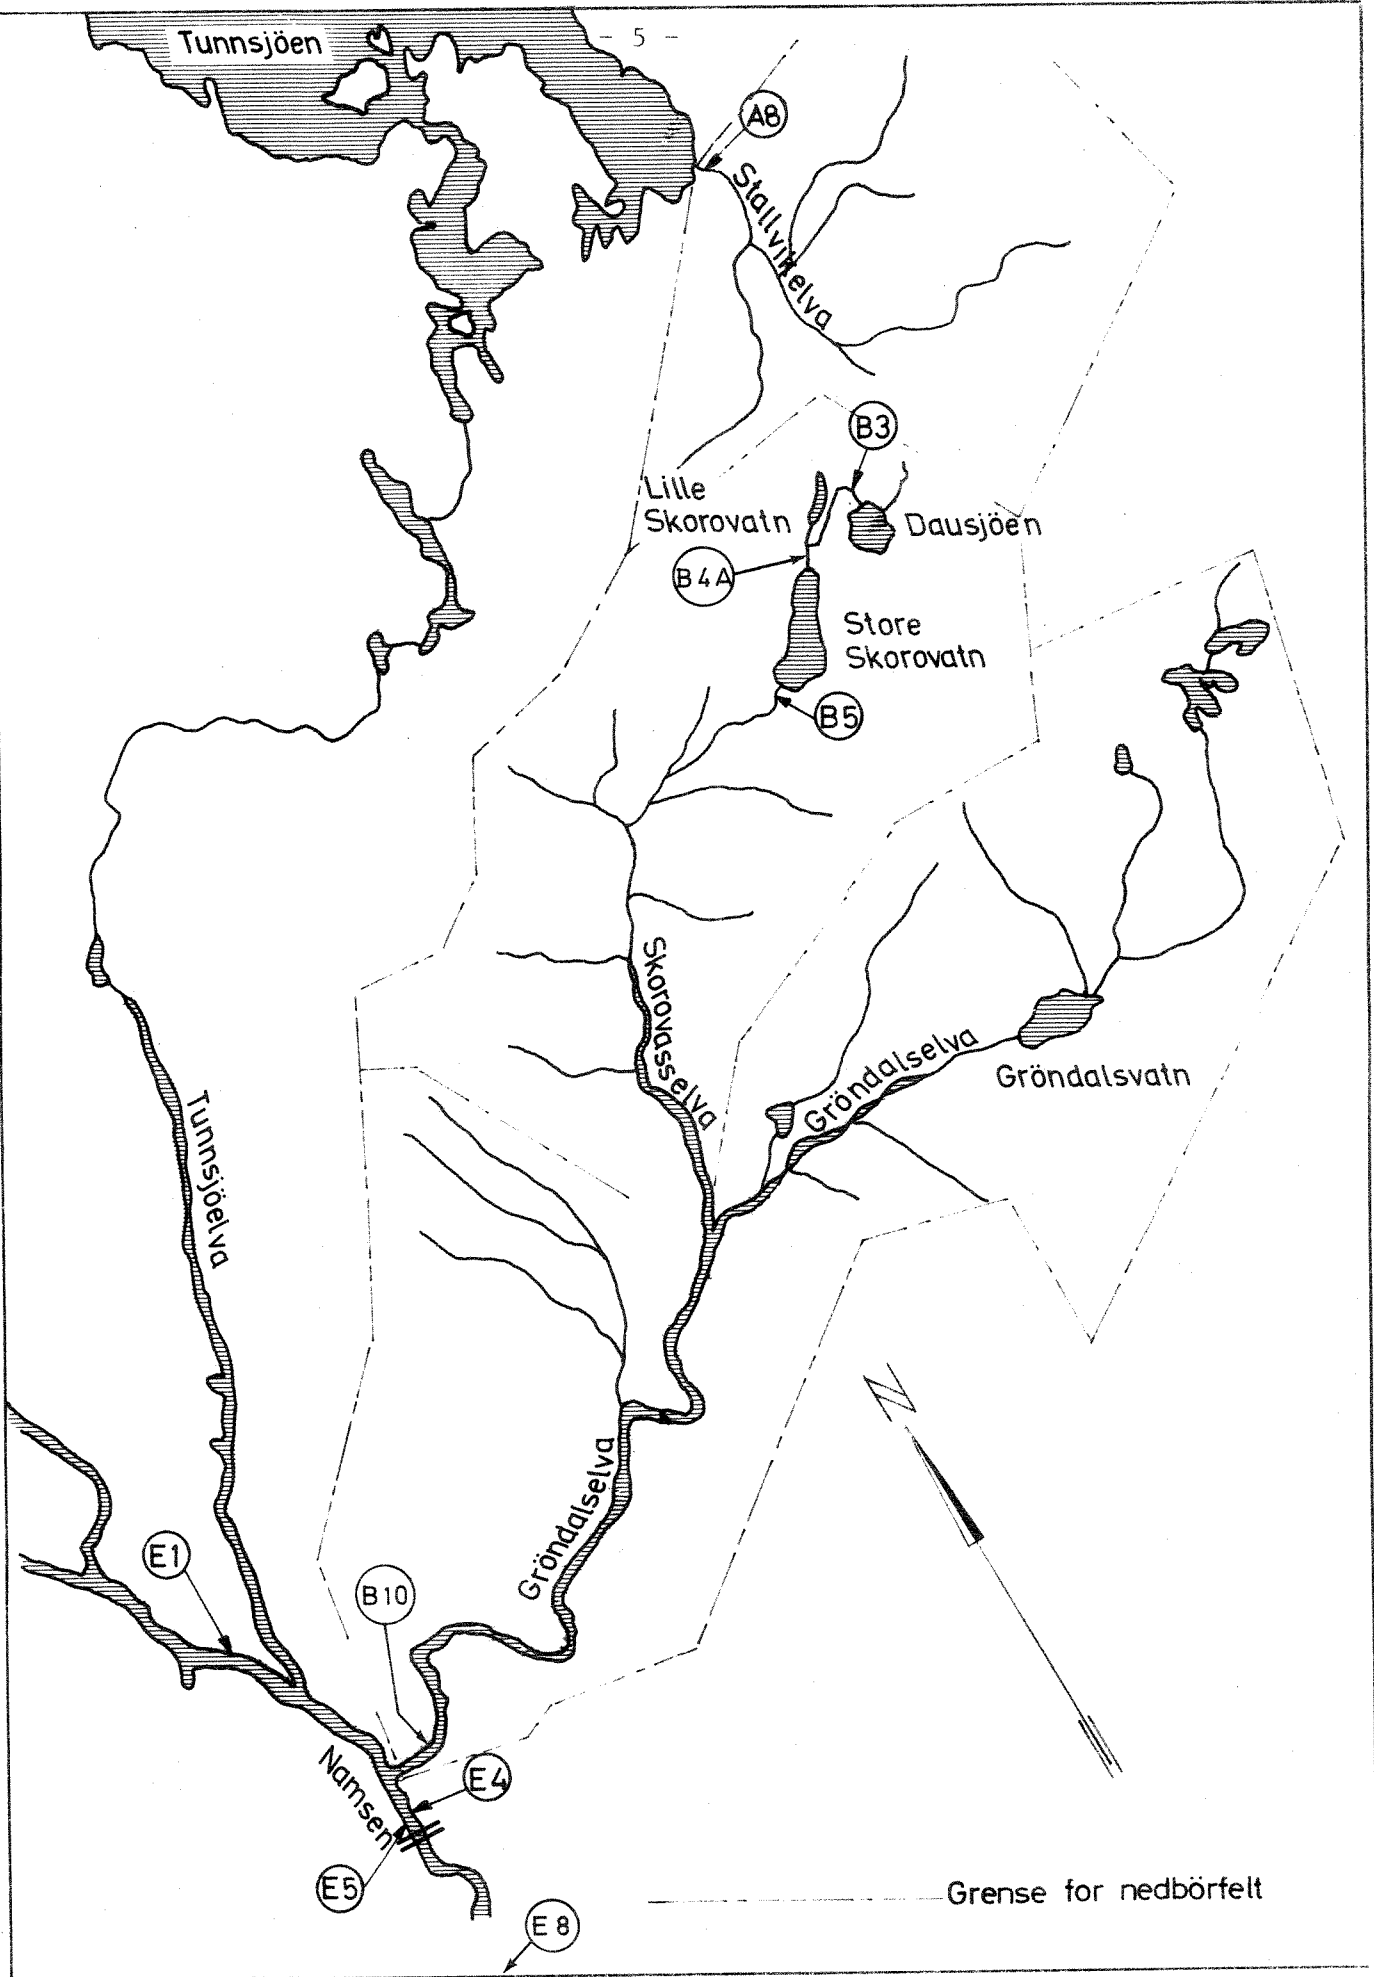 - 5 -
Tunnsjöen
A8
Stallvikelva
B3
Lille
Skorovatn
Dausjöen
B4A
Store
Skorovatn
B5
Skorovasselva
Gröndalselva
Gröndalsvatn
Tunnsjöelva
N
Gröndalselva
E1
B10
Namsen
E4
E5
Grense for nedbörfelt
E8